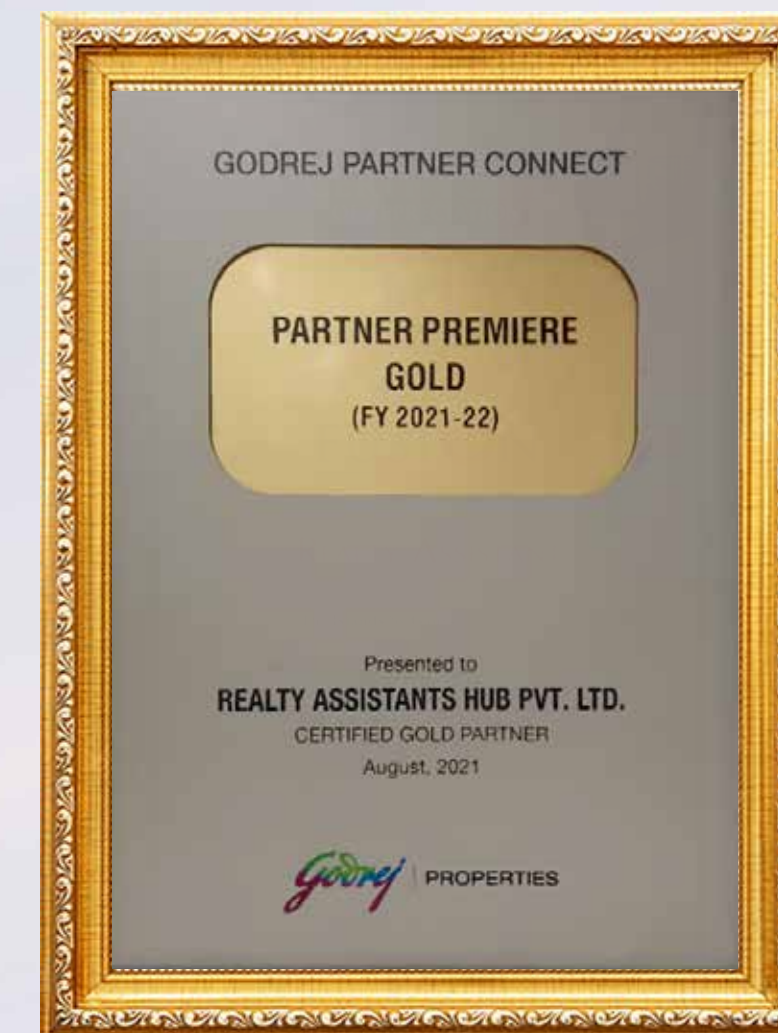 GODREJ PARTNER CONNECT
PARTNER PREMIERE
GOLD
(FY 2021-22)
Presented to
REALTY ASSISTANTS HUB PVT. LTD.
CERTIFIED GOLD PARTNER
August, 2021
Godrej | PROPERTIES